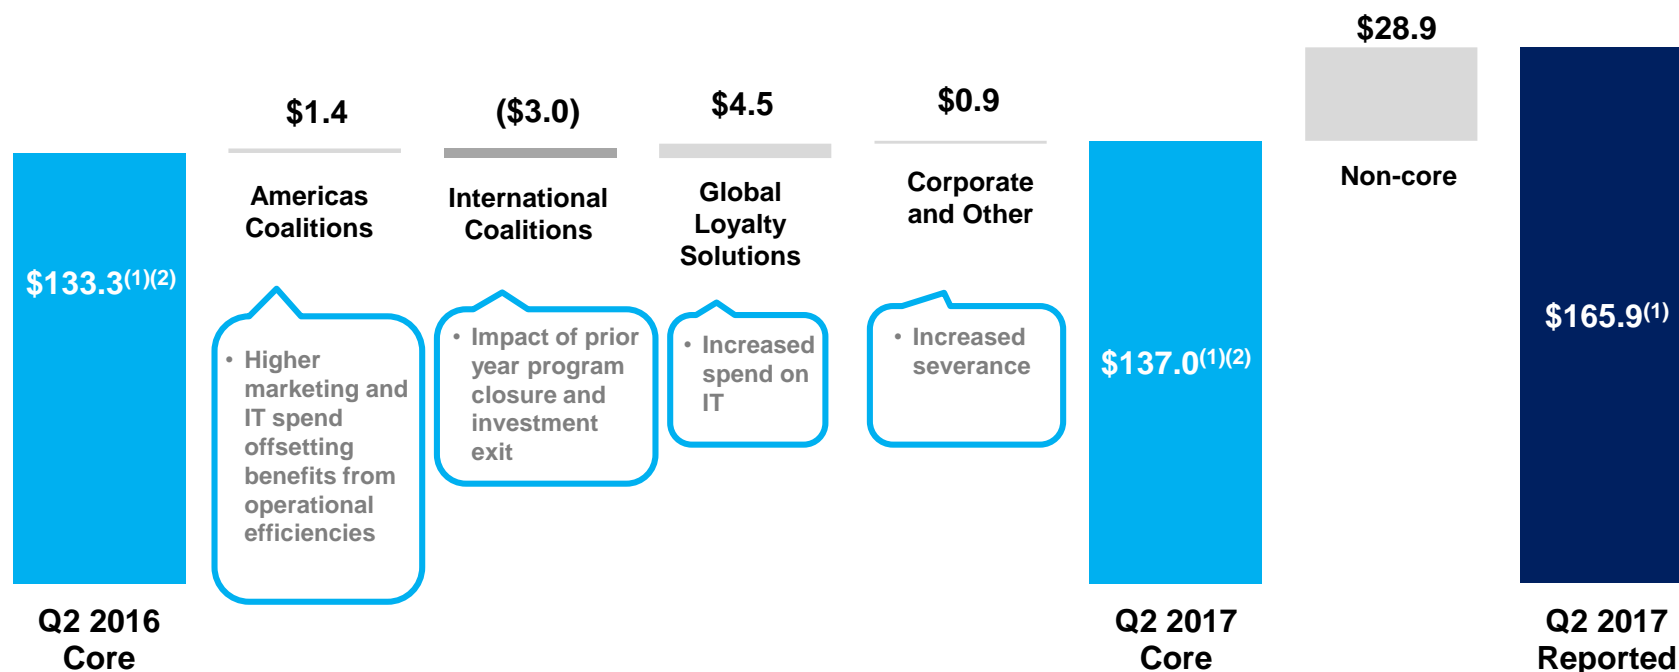 $133.3(1)(2)
Q2 2016
Core
$1.4
Americas
Coalitions
• Higher
marketing and
IT spend
offsetting
benefits from
operational
efficiencies
($3.0)
International
Coalitions
• Impact of prior
year program
closure and
investment
exit
$4.5
Global
Loyalty
Solutions
• Increased
spend on
IT
$0.9
Corporate
and Other
• Increased
severance
$137.0(1)(2)
Q2 2017
Core
$28.9
Non-core
$165.9(1)
Q2 2017
Reported